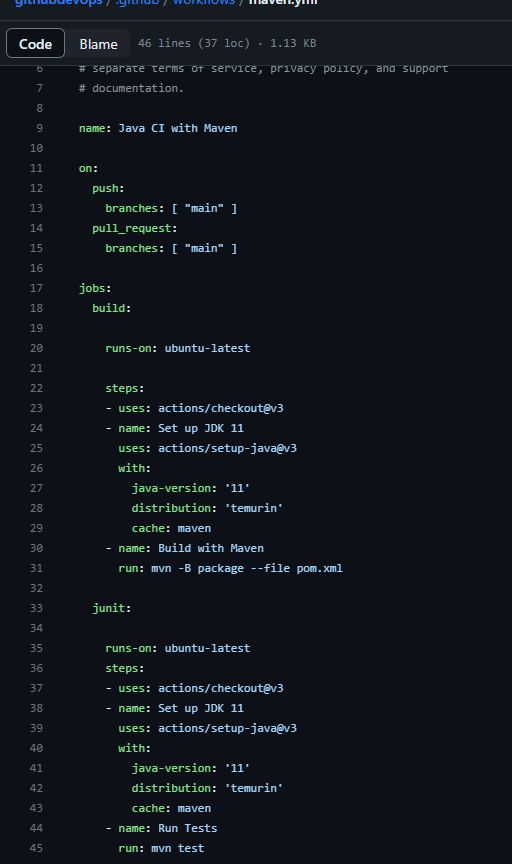 githubdevops / .github / workflows / maven.yml
Code Blame 46 lines (37 loc) · 1.13 KB
6 # separate terms of service, privacy policy, and support
7 # documentation.
8
9 name: Java CI with Maven
10
11 on:
12   push:
13     branches: [ "main" ]
14   pull_request:
15     branches: [ "main" ]
16
17 jobs:
18   build:
19
20     runs-on: ubuntu-latest
21
22     steps:
23     - uses: actions/checkout@v3
24     - name: Set up JDK 11
25       uses: actions/setup-java@v3
26       with:
27         java-version: '11'
28         distribution: 'temurin'
29         cache: maven
30     - name: Build with Maven
31       run: mvn -B package --file pom.xml
32
33   junit:
34
35     runs-on: ubuntu-latest
36     steps:
37     - uses: actions/checkout@v3
38     - name: Set up JDK 11
39       uses: actions/setup-java@v3
40       with:
41         java-version: '11'
42         distribution: 'temurin'
43         cache: maven
44     - name: Run Tests
45       run: mvn test